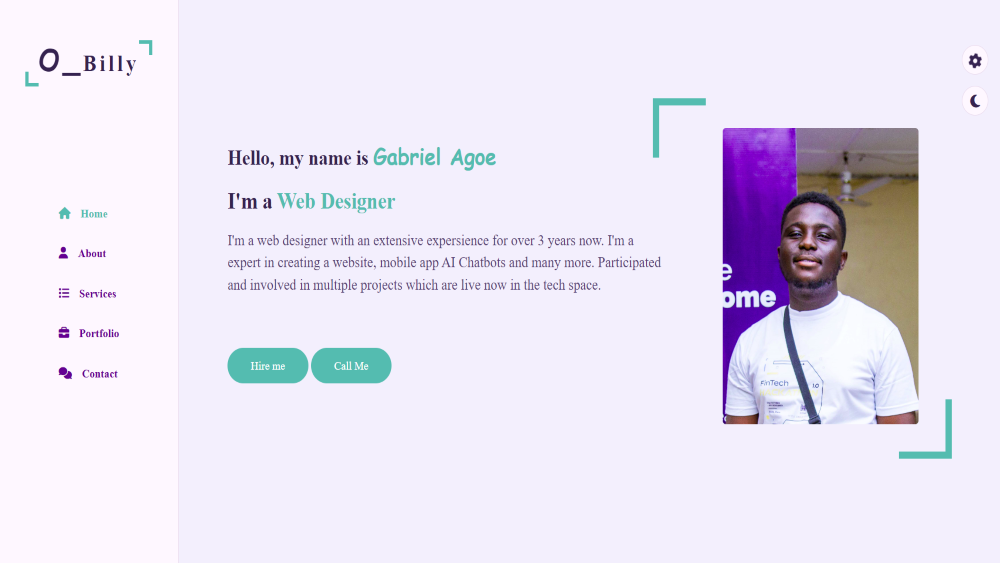 O_Billy
Home
About
Services
Portfolio
Contact
Hello, my name is Gabriel Agoe
I'm a Web Designer
I'm a web designer with an extensive expersience for over 3 years now. I'm a
expert in creating a website, mobile app AI Chatbots and many more. Participated
and involved in multiple projects which are live now in the tech space.
Hire me
Call Me
e
ome
FinTech